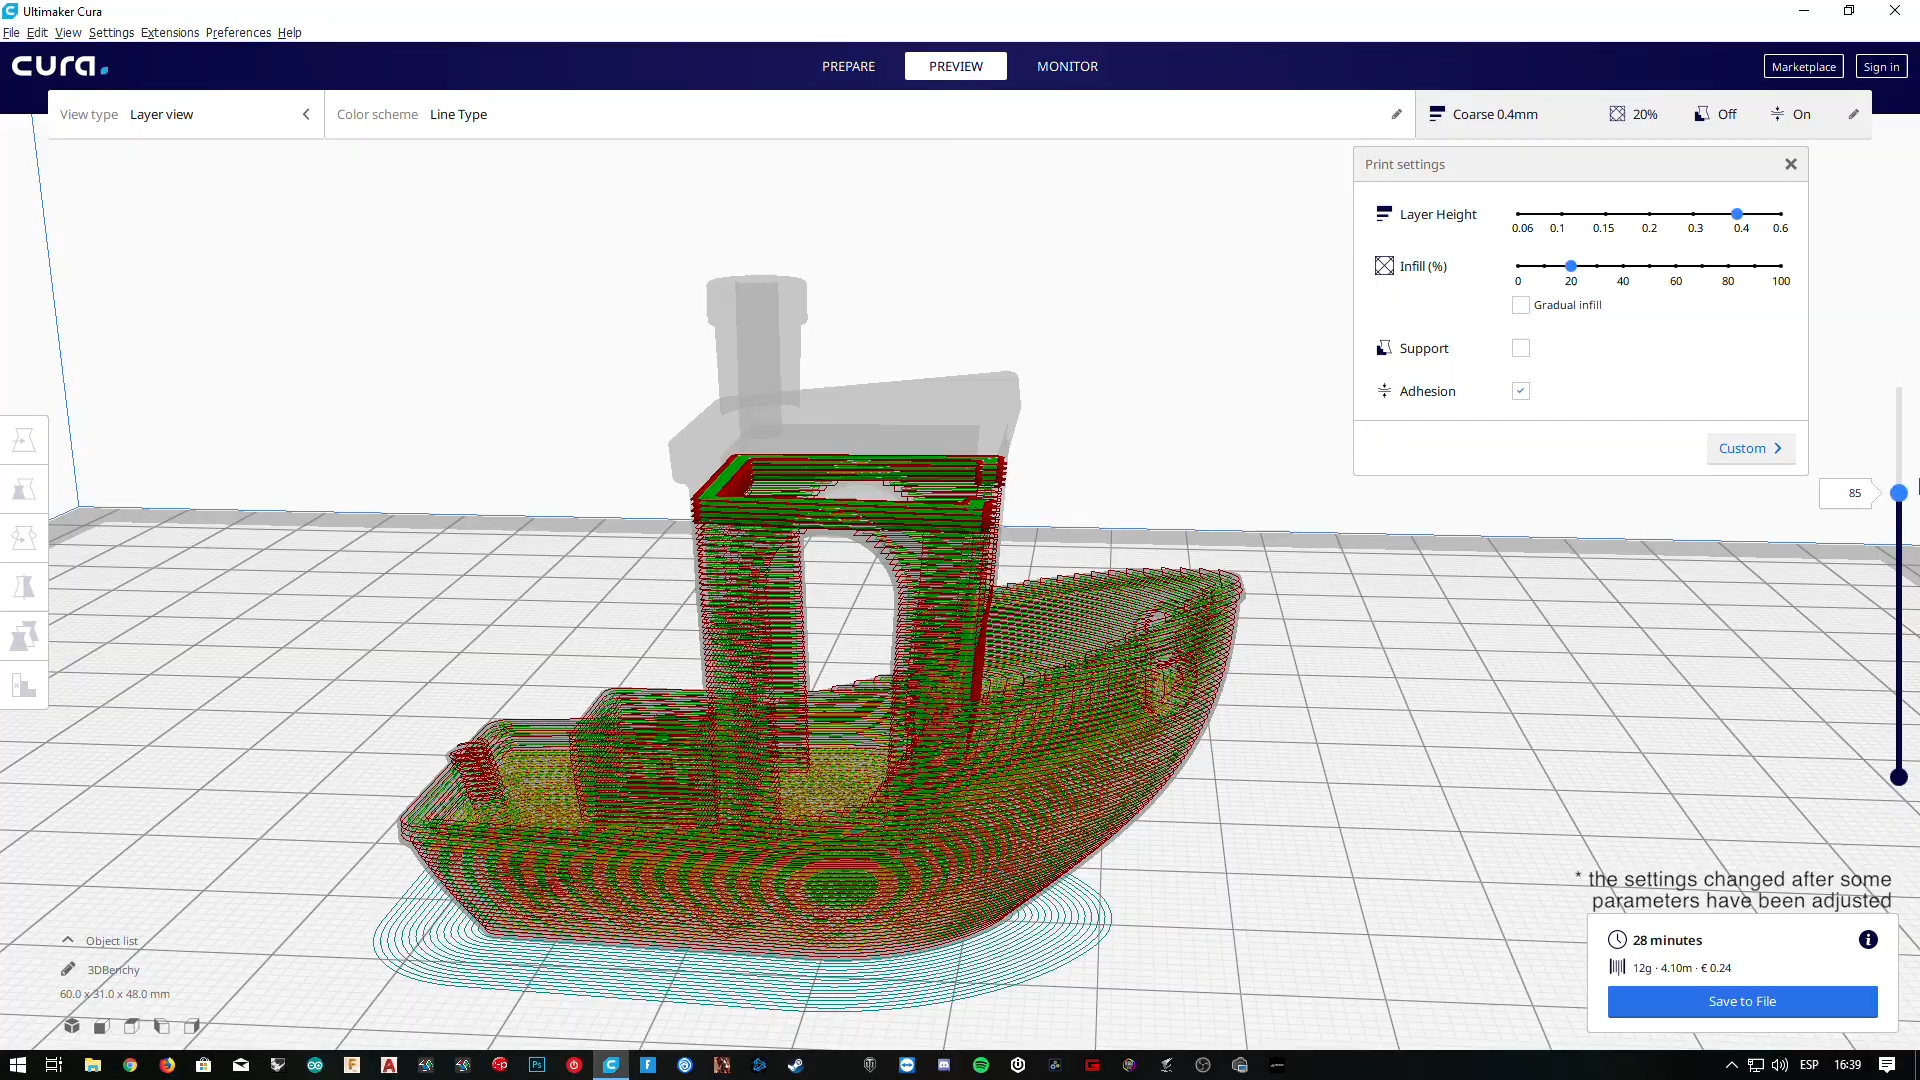 Ultimaker Cura
File Edit View Settings Extensions Preferences Help
cura.
PREPARE PREVIEW MONITOR
Marketplace Sign in
View type Layer view Color scheme Line Type
Coarse 0.4mm 20% Off On
Print settings
Layer Height
0.06 0.1 0.15 0.2 0.3 0.4 0.6
Infill (%)
0 20 40 60 80 100
Gradual infill
Support
Adhesion
Custom
85
* the settings changed after some
parameters have been adjusted
28 minutes
12g · 4.10m · € 0.24
Save to File
Object list
3DBenchy
60.0 x 31.0 x 48.0 mm
ESP 16:39